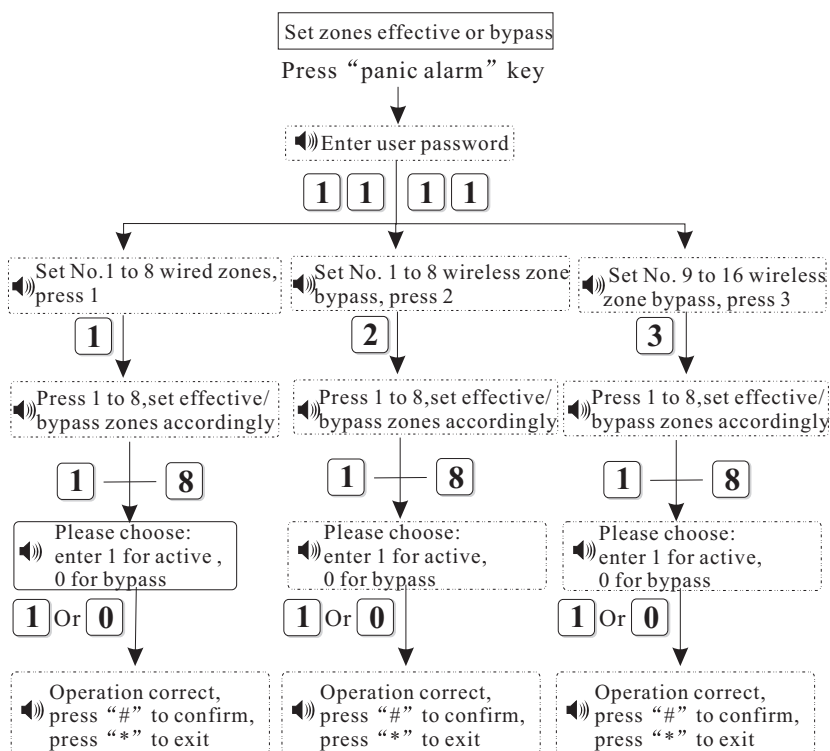 Set zones effective or bypass
Press “panic alarm” key
Enter user password
1 1 1 1
Set No.1 to 8 wired zones,
press 1
Set No. 1 to 8 wireless zone
bypass, press 2
Set No. 9 to 16 wireless
zone bypass, press 3
1
2
3
Press 1 to 8,set effective/
bypass zones accordingly
Press 1 to 8,set effective/
bypass zones accordingly
Press 1 to 8,set effective/
bypass zones accordingly
1 8
1 8
1 8
Please choose:
enter 1 for active ,
0 for bypass
Please choose:
enter 1 for active,
0 for bypass
Please choose:
enter 1 for active,
0 for bypass
1 Or 0
1 Or 0
1 Or 0
Operation correct,
press “#” to confirm,
press “*” to exit
Operation correct,
press “#” to confirm,
press “*” to exit
Operation correct,
press “#” to confirm,
press “*” to exit